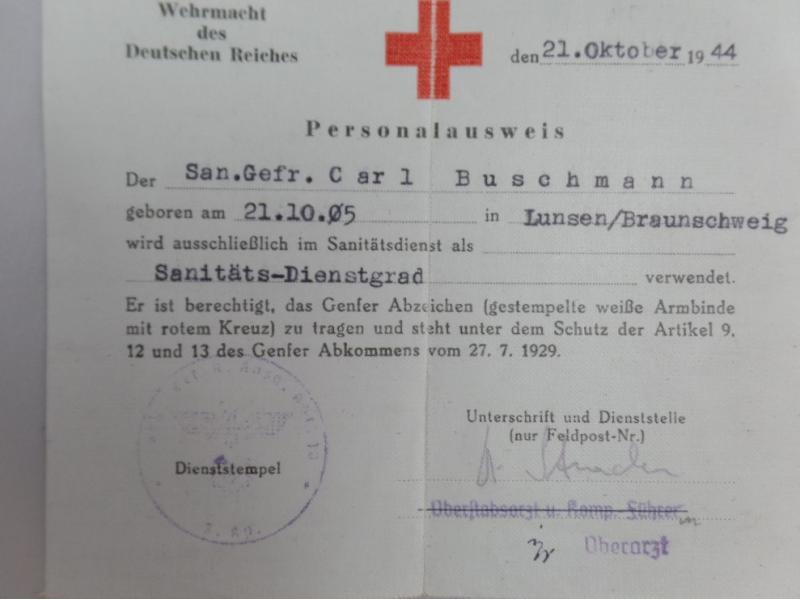 Wehrmacht
des
Deutschen Reiches
den 21.Oktober 1944
Personalausweis
Der San.Gefr. Carl Buschmann
geboren am 21.10.05 in Lunsen/Braunschweig
wird ausschließlich im Sanitätsdienst als
Sanitäts-Dienstgrad verwendet.
Er ist berechtigt, das Genfer Abzeichen (gestempelte weiße Armbinde
mit rotem Kreuz) zu tragen und steht unter dem Schutz der Artikel 9.
12 und 13 des Genfer Abkommens vom 27. 7. 1929.
Unterschrift und Dienststelle
(nur Feldpost-Nr.)
Dienststempel
Oberstabsarzt u. Komp. Führer
Oberarzt